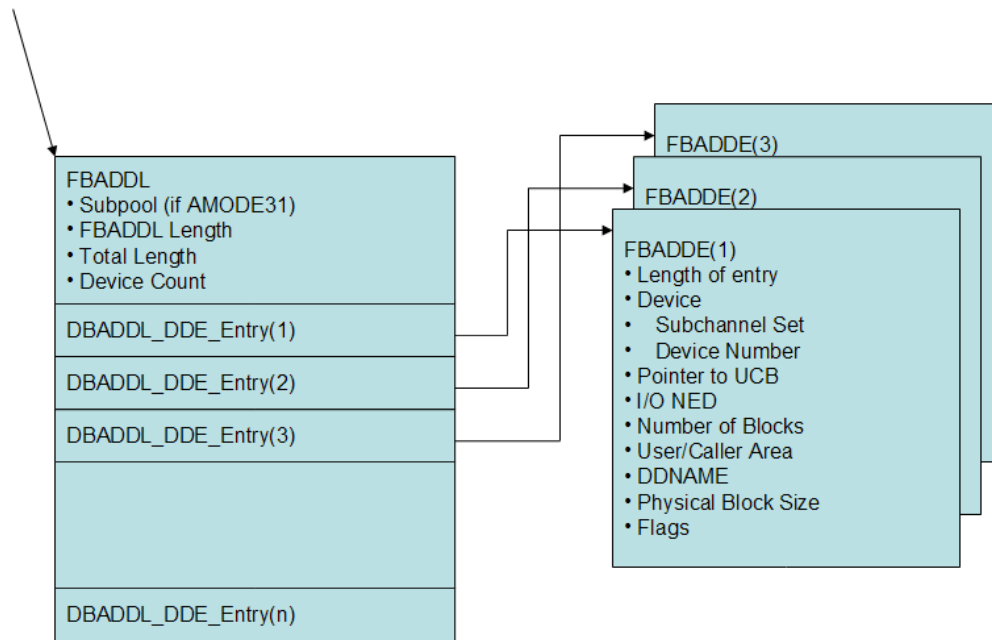 FBADDL
• Subpool (if AMODE31)
• FBADDL Length
• Total Length
• Device Count
DBADDL_DDE_Entry(1)
DBADDL_DDE_Entry(2)
DBADDL_DDE_Entry(3)
DBADDL_DDE_Entry(n)
FBADDE(3)
FBADDE(2)
FBADDE(1)
• Length of entry
• Device
• Subchannel Set
• Device Number
• Pointer to UCB
• I/O NED
• Number of Blocks
• User/Caller Area
• DDNAME
• Physical Block Size
• Flags